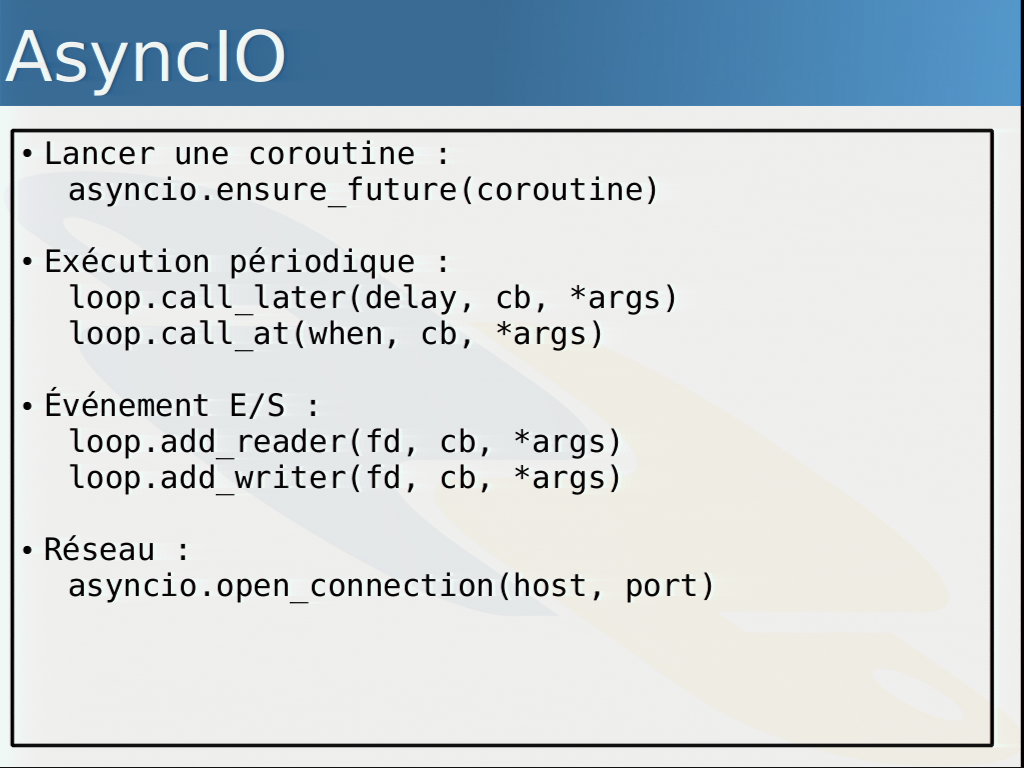 AsyncIO
• Lancer une coroutine :
asyncio.ensure_future(coroutine)
• Exécution périodique :
loop.call_later(delay, cb, *args)
loop.call_at(when, cb, *args)
• Événement E/S :
loop.add_reader(fd, cb, *args)
loop.add_writer(fd, cb, *args)
• Réseau :
asyncio.open_connection(host, port)